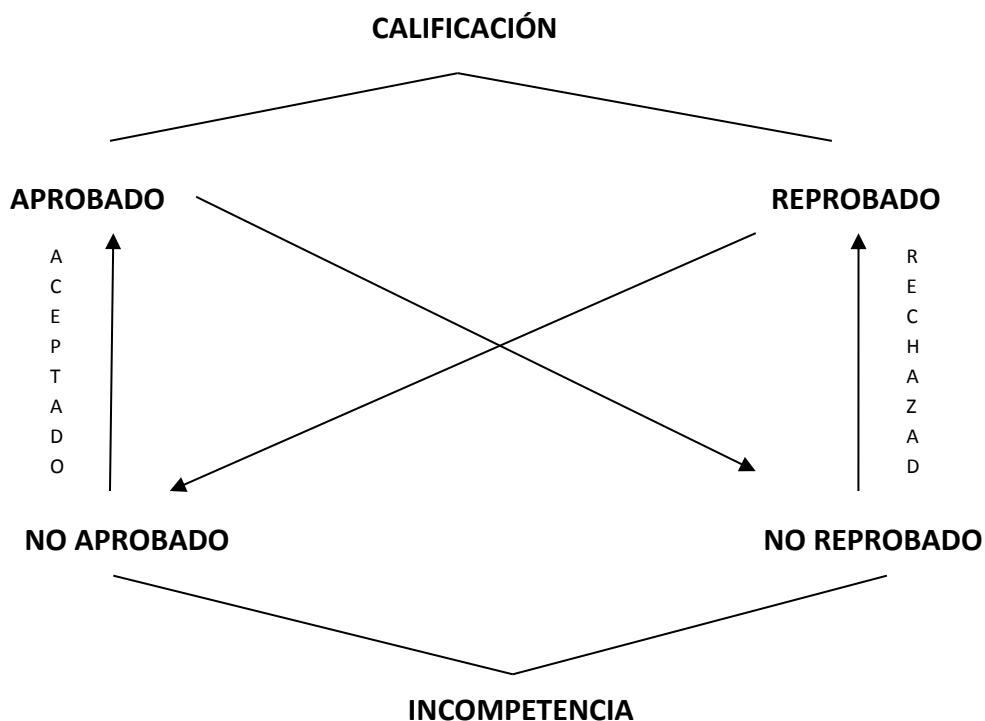 CALIFICACIÓN
APROBADO
REPROBADO
A
C
E
P
T
A
D
O
R
E
C
H
A
Z
A
D
NO APROBADO
NO REPROBADO
INCOMPETENCIA